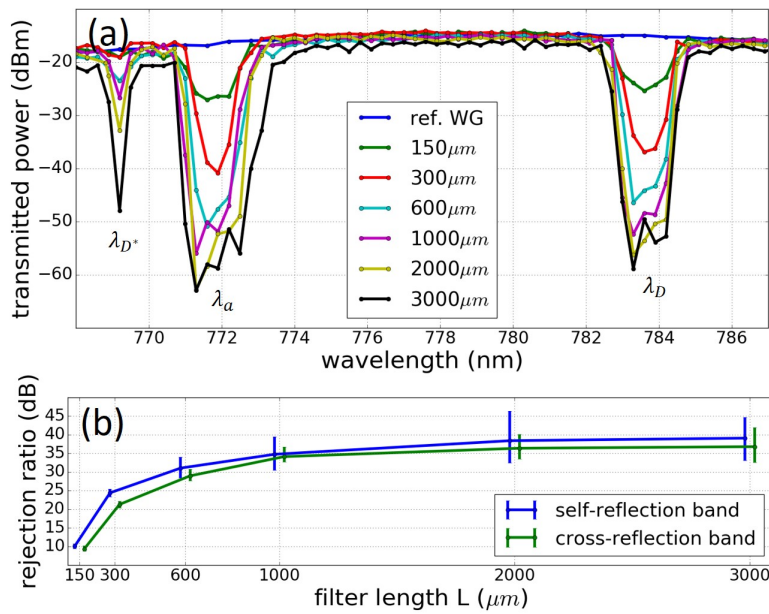 (a)
transmitted power (dBm)
−20
−30
−40
−50
−60
ref. WG
150μm
300μm
600μm
1000μm
2000μm
3000μm
λD*
λa
λD
770
772
774
776
778
780
782
784
786
wavelength (nm)
(b)
rejection ratio (dB)
45
40
35
30
25
20
15
10
self-reflection band
cross-reflection band
150
300
600
1000
2000
3000
filter length L (μm)